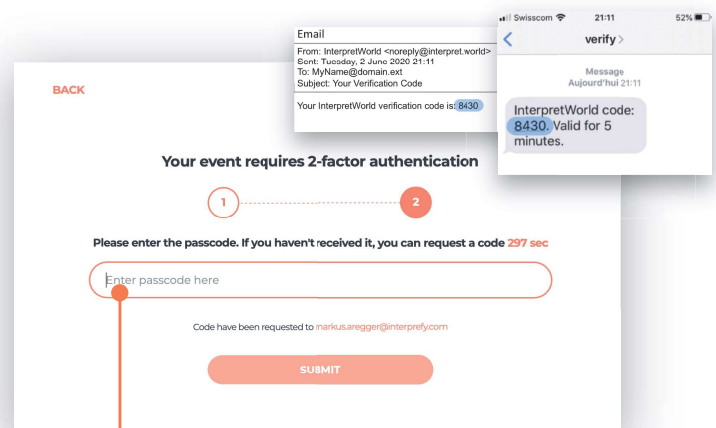 Email
From: InterpretWorld <noreply@interpret.world>
Sent: Tuesday, 2 June 2020 21:11
To: MyName@domain.ext
Subject: Your Verification Code
Your InterpretWorld verification code is: 8430
Swisscom 21:11 52%
verify >
Message
Aujourd'hui 21:11
InterpretWorld code:
8430. Valid for 5
minutes.
BACK
Your event requires 2-factor authentication
1 2
Please enter the passcode. If you haven't received it, you can request a code 297 sec
Enter passcode here
Code have been requested to markus.aregger@interprefy.com
SUBMIT